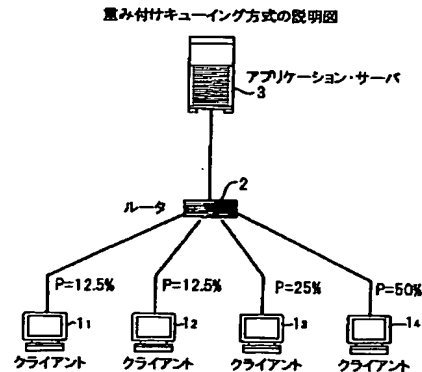 重み付けキューイング方式の説明図
アプリケーション・サーバ
3
2
ルータ
P=12.5% P=12.5% P=25% P=50%
1₁ 1₂ 1₃ 1₄
クライアント クライアント クライアント クライアント